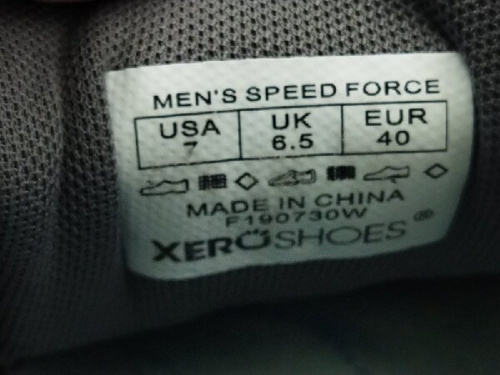 MEN'S SPEED FORCE
USA UK EUR
7 6.5 40
MADE IN CHINA
F190730W
XEROSHOES®